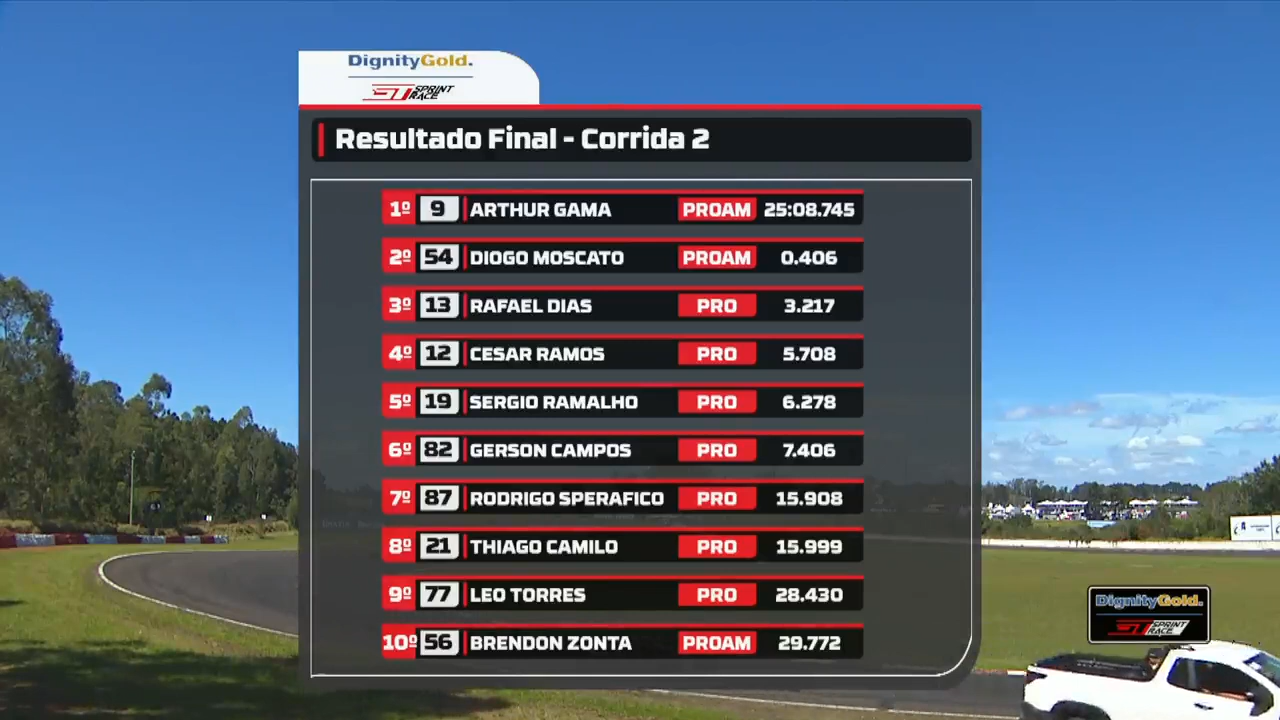 DignityGold.
ST SPRINT RACE
Resultado Final - Corrida 2
1º 9 ARTHUR GAMA PROAM 25:08.745
2º 54 DIOGO MOSCATO PROAM 0.406
3º 13 RAFAEL DIAS PRO 3.217
4º 12 CESAR RAMOS PRO 5.708
5º 19 SERGIO RAMALHO PRO 6.278
6º 82 GERSON CAMPOS PRO 7.406
7º 87 RODRIGO SPERAFICO PRO 15.908
8º 21 THIAGO CAMILO PRO 15.999
9º 77 LEO TORRES PRO 28.430
10º 56 BRENDON ZONTA PROAM 29.772
DignityGold.
ST SPRINT RACE